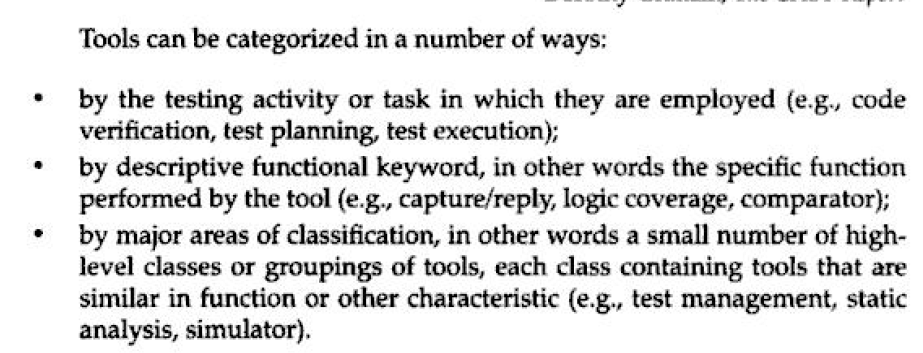 Tools can be categorized in a number of ways:
• by the testing activity or task in which they are employed (e.g., code
verification, test planning, test execution);
• by descriptive functional keyword, in other words the specific function
performed by the tool (e.g., capture/reply, logic coverage, comparator);
• by major areas of classification, in other words a small number of high-
level classes or groupings of tools, each class containing tools that are
similar in function or other characteristic (e.g., test management, static
analysis, simulator).